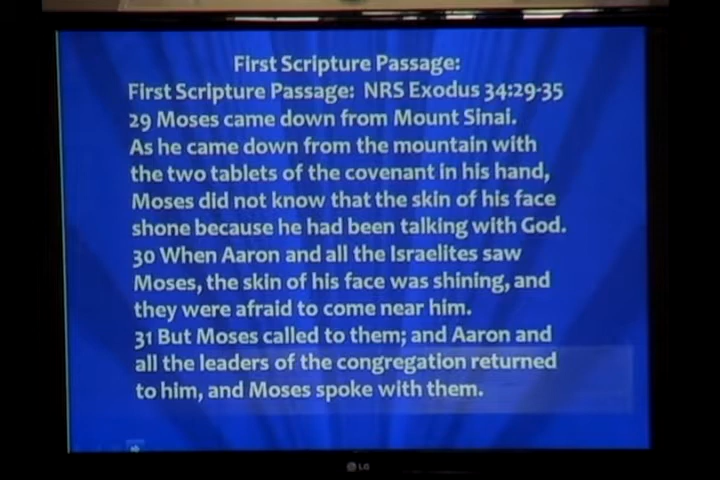 First Scripture Passage:
First Scripture Passage: NRS Exodus 34:29-35
29 Moses came down from Mount Sinai.
As he came down from the mountain with
the two tablets of the covenant in his hand,
Moses did not know that the skin of his face
shone because he had been talking with God.
30 When Aaron and all the Israelites saw
Moses, the skin of his face was shining, and
they were afraid to come near him.
31 But Moses called to them; and Aaron and
all the leaders of the congregation returned
to him, and Moses spoke with them.
LG